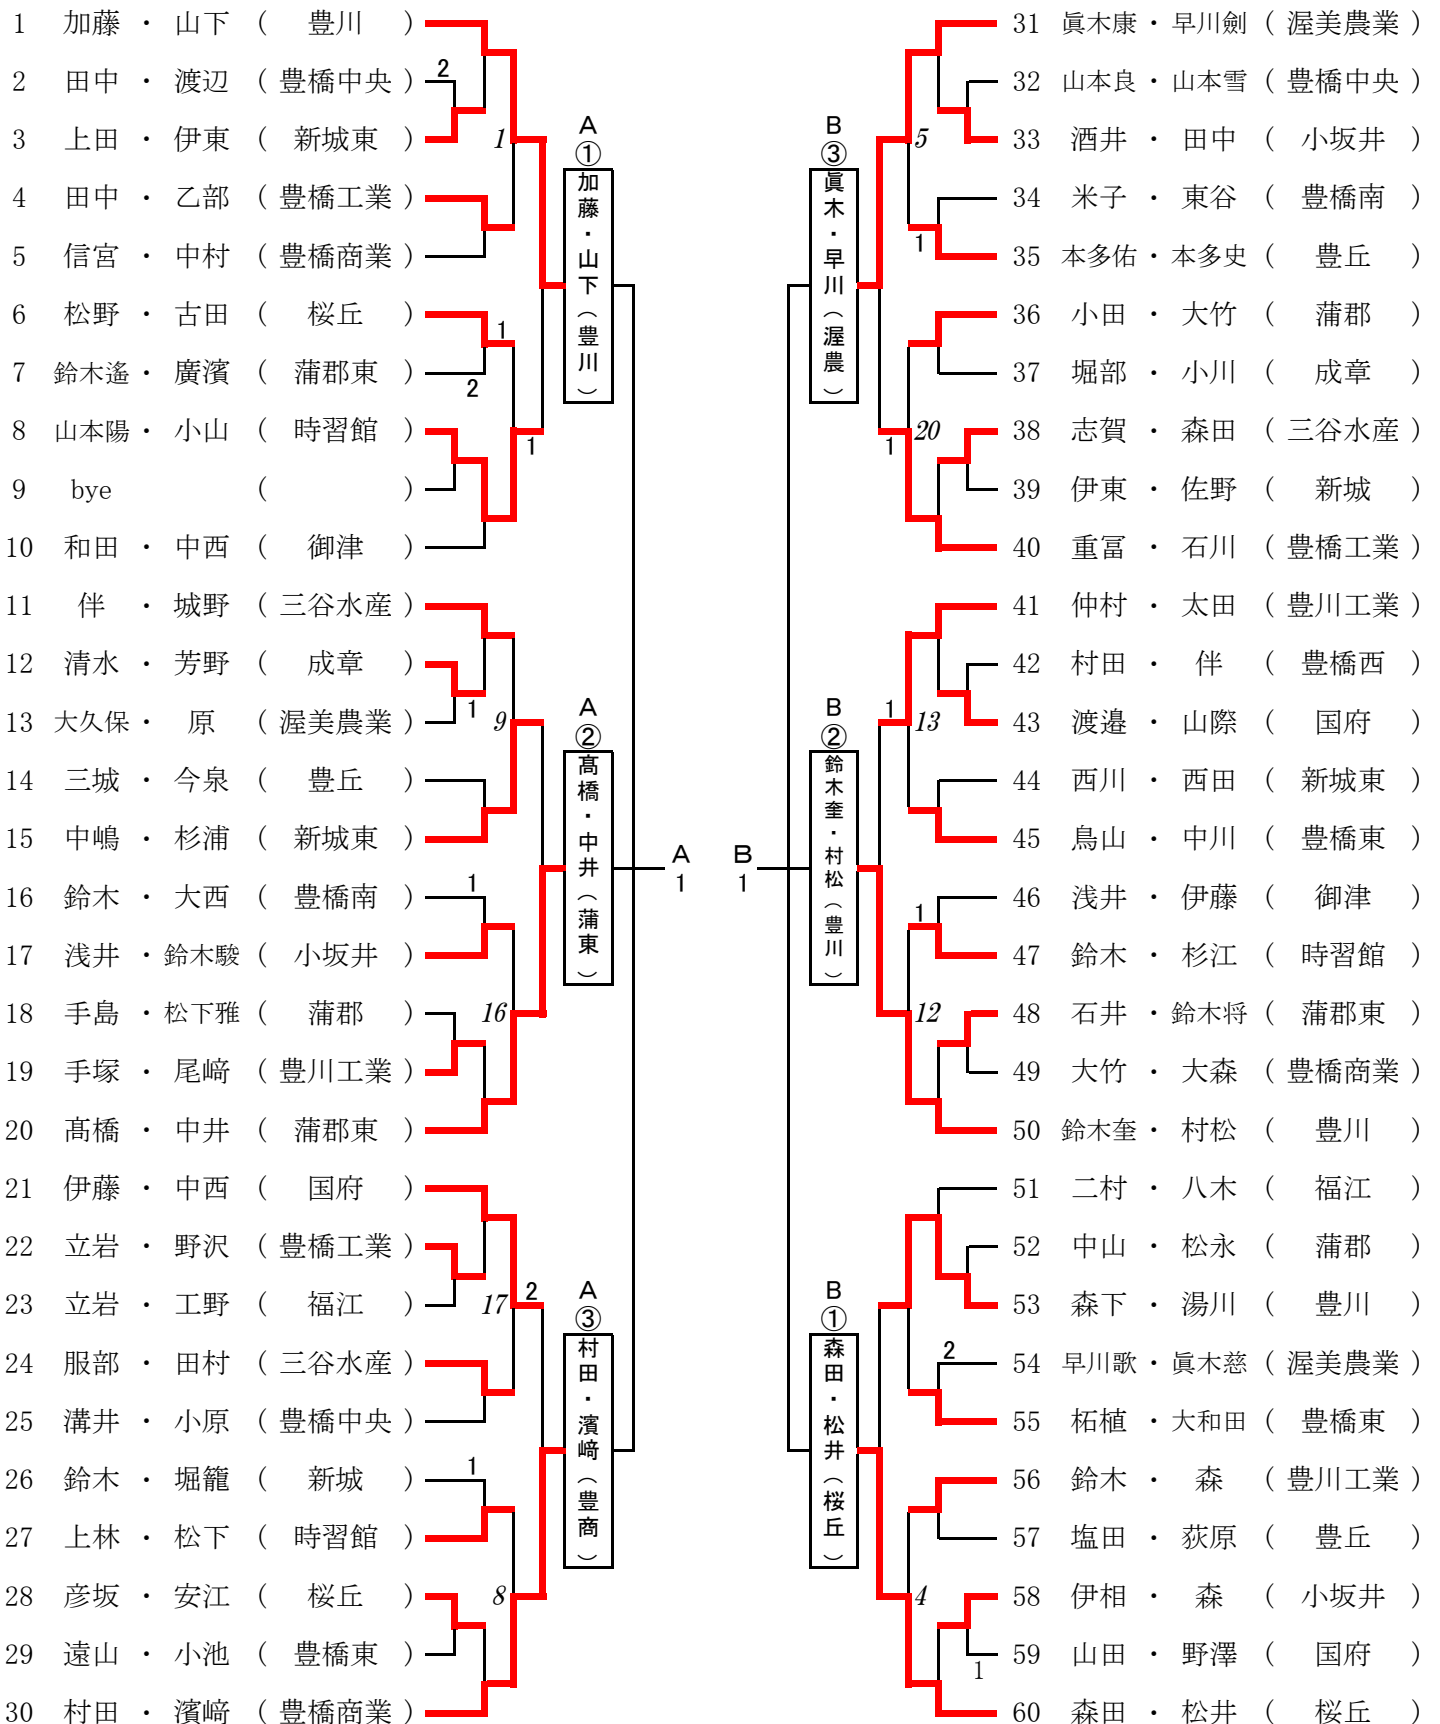 1 加藤 ・ 山下 ( 豊川 )
2 田中 ・ 渡辺 ( 豊橋中央 ) 2
3 上田 ・ 伊東 ( 新城東 ) 1
4 田中 ・ 乙部 ( 豊橋工業 )
5 信宮 ・ 中村 ( 豊橋商業 )
6 松野 ・ 古田 ( 桜丘 ) 1
7 鈴木遙 ・ 廣濱 ( 蒲郡東 ) 2
8 山本陽 ・ 小山 ( 時習館 ) 1
9 bye ( )
10 和田 ・ 中西 ( 御津 )
11 伴 ・ 城野 ( 三谷水産 )
12 清水 ・ 芳野 ( 成章 )
13 大久保 ・ 原 ( 渥美農業 ) 1 9
14 三城 ・ 今泉 ( 豊丘 )
15 中嶋 ・ 杉浦 ( 新城東 )
16 鈴木 ・ 大西 ( 豊橋南 ) 1
17 浅井 ・ 鈴木駿 ( 小坂井 )
18 手島 ・ 松下雅 ( 蒲郡 ) 16
19 手塚 ・ 尾﨑 ( 豊川工業 )
20 髙橋 ・ 中井 ( 蒲郡東 )
21 伊藤 ・ 中西 ( 国府 )
22 立岩 ・ 野沢 ( 豊橋工業 )
23 立岩 ・ 工野 ( 福江 ) 17 2
24 服部 ・ 田村 ( 三谷水産 )
25 溝井 ・ 小原 ( 豊橋中央 )
26 鈴木 ・ 堀籠 ( 新城 ) 1
27 上林 ・ 松下 ( 時習館 )
28 彦坂 ・ 安江 ( 桜丘 ) 8
29 遠山 ・ 小池 ( 豊橋東 )
30 村田 ・ 濱﨑 ( 豊橋商業 )
A
①
加藤・山下(豊川)
A
②
髙橋・中井(蒲東)
A
③
村田・濱﨑(豊商)
A
1
B
1
B
③
眞木・早川(渥農)
B
②
鈴木奎・村松(豊川)
B
①
森田・松井(桜丘)
31 眞木康 ・ 早川劍 ( 渥美農業 )
32 山本良 ・ 山本雪 ( 豊橋中央 )
5 33 酒井 ・ 田中 ( 小坂井 )
34 米子 ・ 東谷 ( 豊橋南 )
1 35 本多佑 ・ 本多史 ( 豊丘 )
36 小田 ・ 大竹 ( 蒲郡 )
37 堀部 ・ 小川 ( 成章 )
1 20 38 志賀 ・ 森田 ( 三谷水産 )
39 伊東 ・ 佐野 ( 新城 )
40 重冨 ・ 石川 ( 豊橋工業 )
41 仲村 ・ 太田 ( 豊川工業 )
42 村田 ・ 伴 ( 豊橋西 )
1 13 43 渡邉 ・ 山際 ( 国府 )
44 西川 ・ 西田 ( 新城東 )
45 鳥山 ・ 中川 ( 豊橋東 )
46 浅井 ・ 伊藤 ( 御津 )
1 47 鈴木 ・ 杉江 ( 時習館 )
12 48 石井 ・ 鈴木将 ( 蒲郡東 )
49 大竹 ・ 大森 ( 豊橋商業 )
50 鈴木奎 ・ 村松 ( 豊川 )
51 二村 ・ 八木 ( 福江 )
52 中山 ・ 松永 ( 蒲郡 )
53 森下 ・ 湯川 ( 豊川 )
2 54 早川歌 ・ 眞木慈 ( 渥美農業 )
55 柘植 ・ 大和田 ( 豊橋東 )
56 鈴木 ・ 森 ( 豊川工業 )
57 塩田 ・ 荻原 ( 豊丘 )
4 58 伊相 ・ 森 ( 小坂井 )
1 59 山田 ・ 野澤 ( 国府 )
60 森田 ・ 松井 ( 桜丘 )